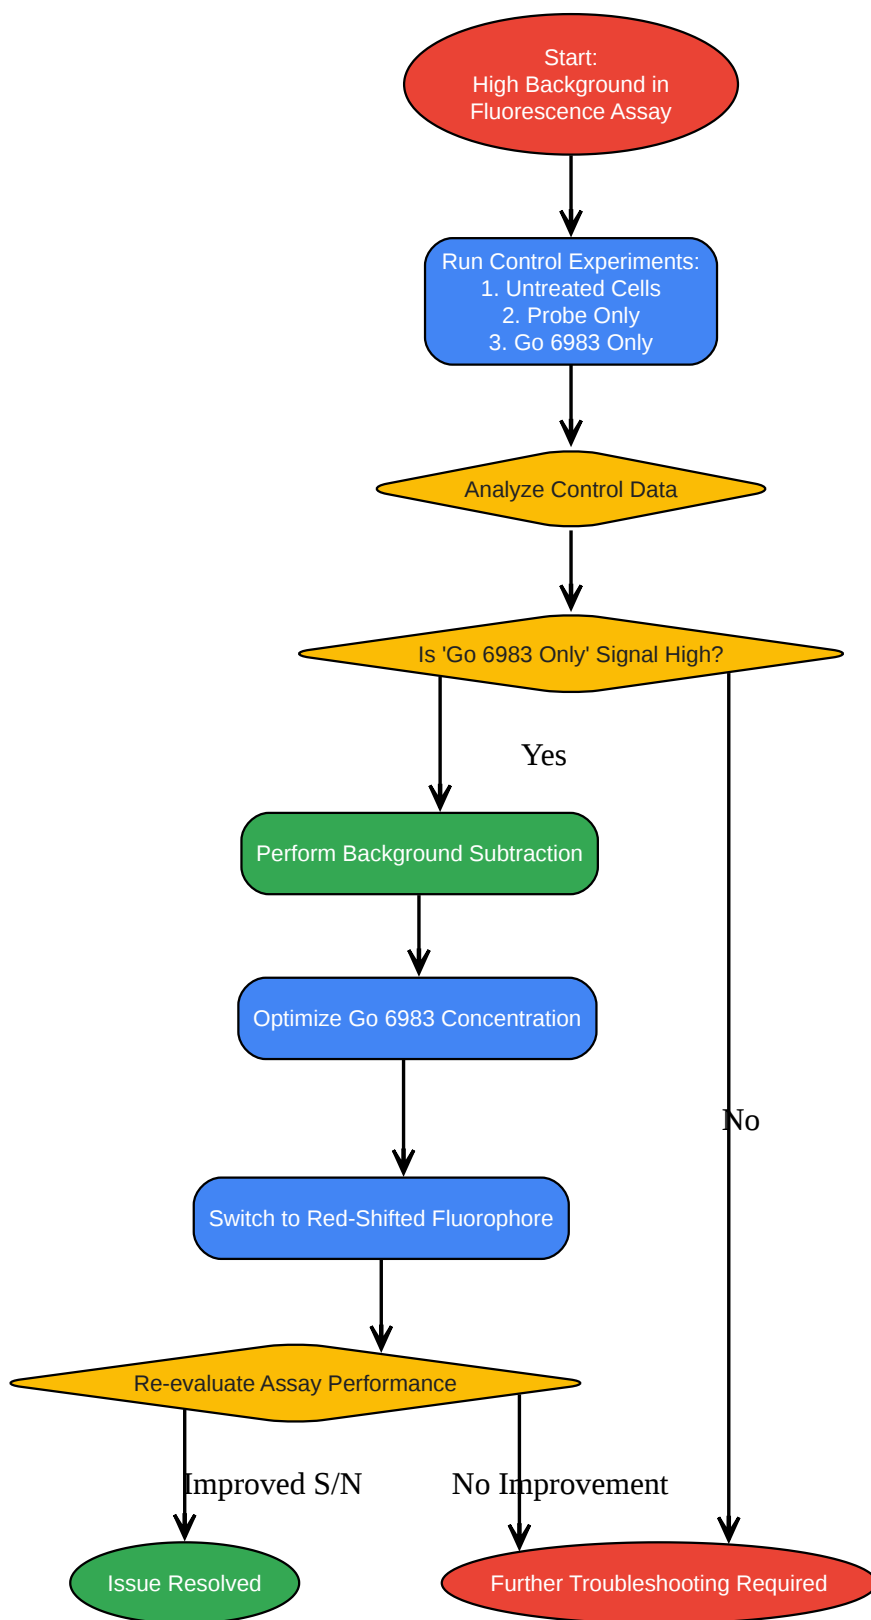 Start:
High Background in
Fluorescence Assay
Run Control Experiments:
1. Untreated Cells
2. Probe Only
3. Go 6983 Only
Analyze Control Data
Is 'Go 6983 Only' Signal High?
Yes
Perform Background Subtraction
Optimize Go 6983 Concentration
No
Switch to Red-Shifted Fluorophore
Re-evaluate Assay Performance
Improved S/N
No Improvement
Issue Resolved
Further Troubleshooting Required